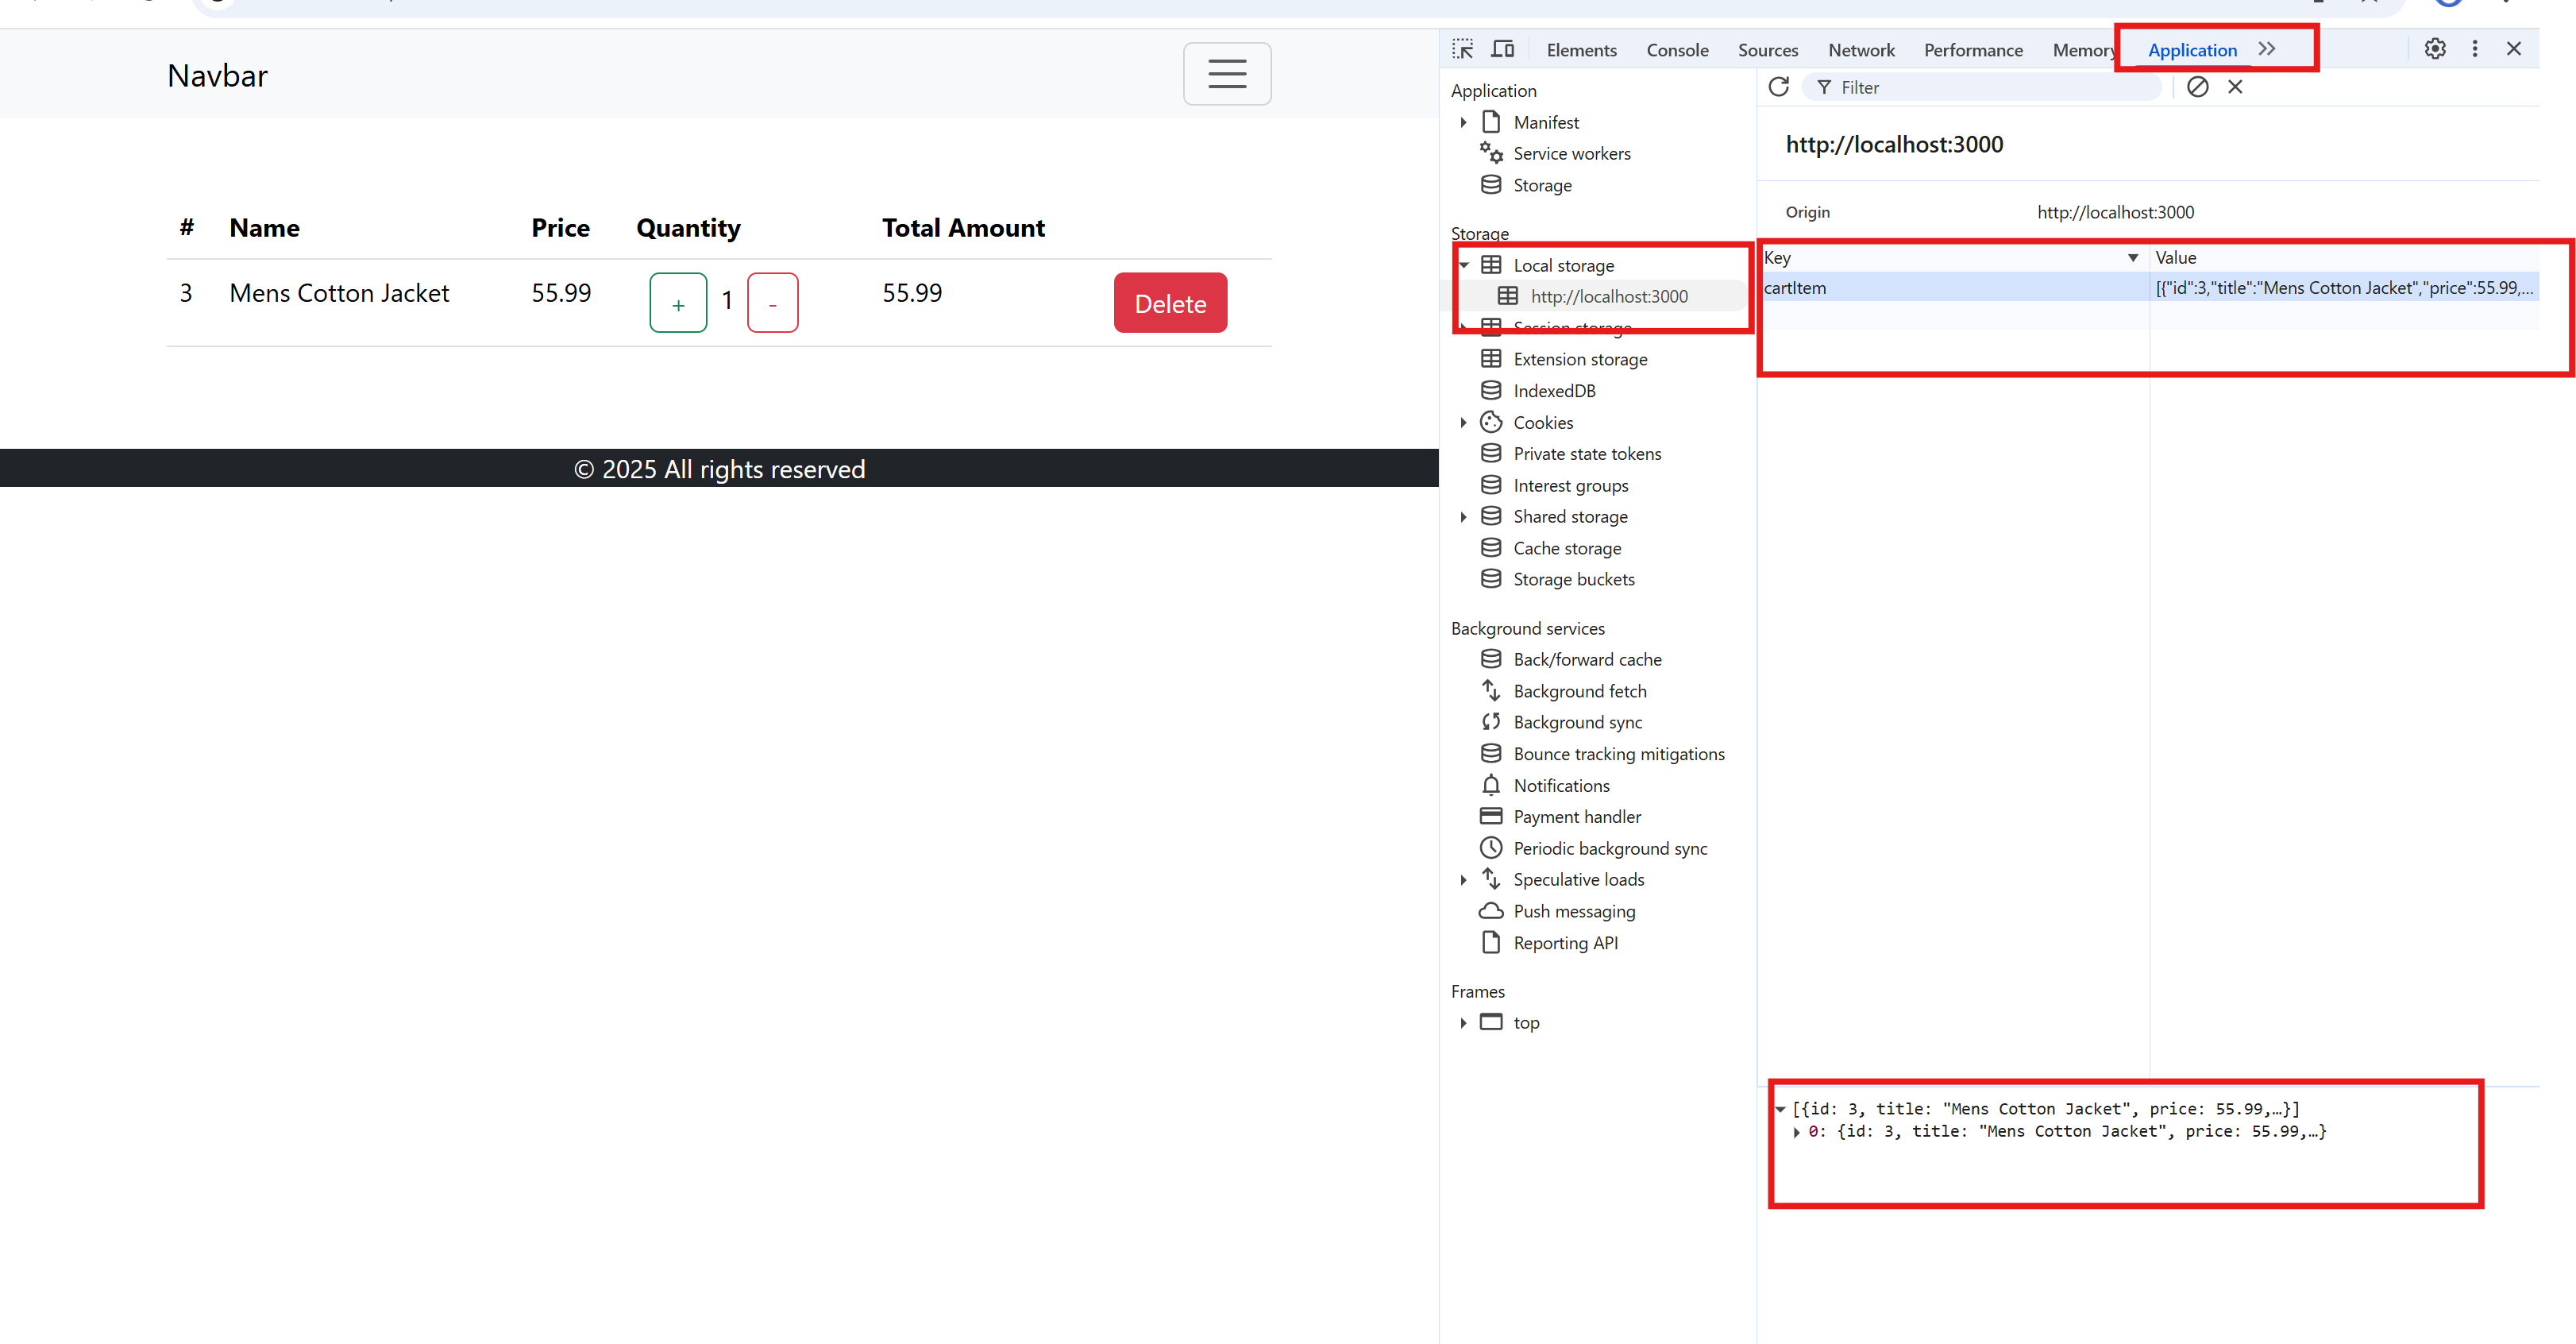 Navbar
# Name Price Quantity Total Amount
3 Mens Cotton Jacket 55.99 + 1 - 55.99 Delete
© 2025 All rights reserved
Elements Console Sources Network Performance Memory Application
Application
Manifest
Service workers
Storage
Storage
Local storage
http://localhost:3000
Session storage
Extension storage
IndexedDB
Cookies
Private state tokens
Interest groups
Shared storage
Cache storage
Storage buckets
Background services
Back/forward cache
Background fetch
Background sync
Bounce tracking mitigations
Notifications
Payment handler
Periodic background sync
Speculative loads
Push messaging
Reporting API
Frames
top
Filter
http://localhost:3000
Origin http://localhost:3000
Key Value
cartItem [{"id":3,"title":"Mens Cotton Jacket","price":55.99,...
[{id: 3, title: "Mens Cotton Jacket", price: 55.99,…}]
0: {id: 3, title: "Mens Cotton Jacket", price: 55.99,…}